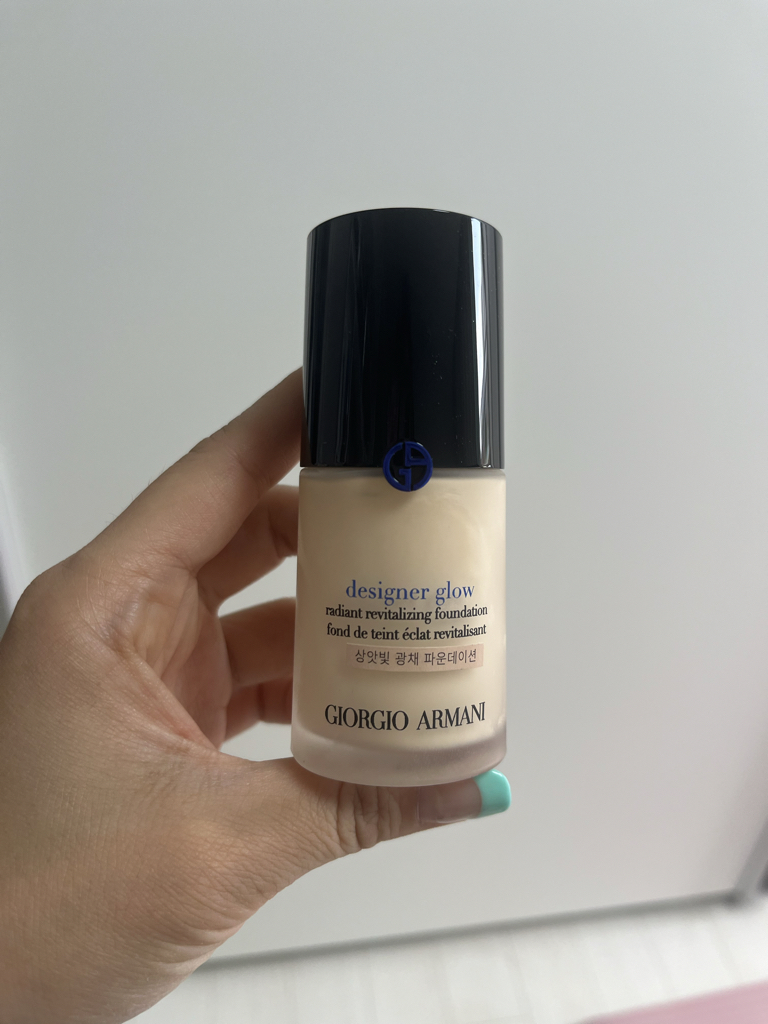 designer glow
radiant revitalizing foundation
fond de teint éclat revitalisant
상앗빛 광채 파운데이션
GIORGIO ARMANI